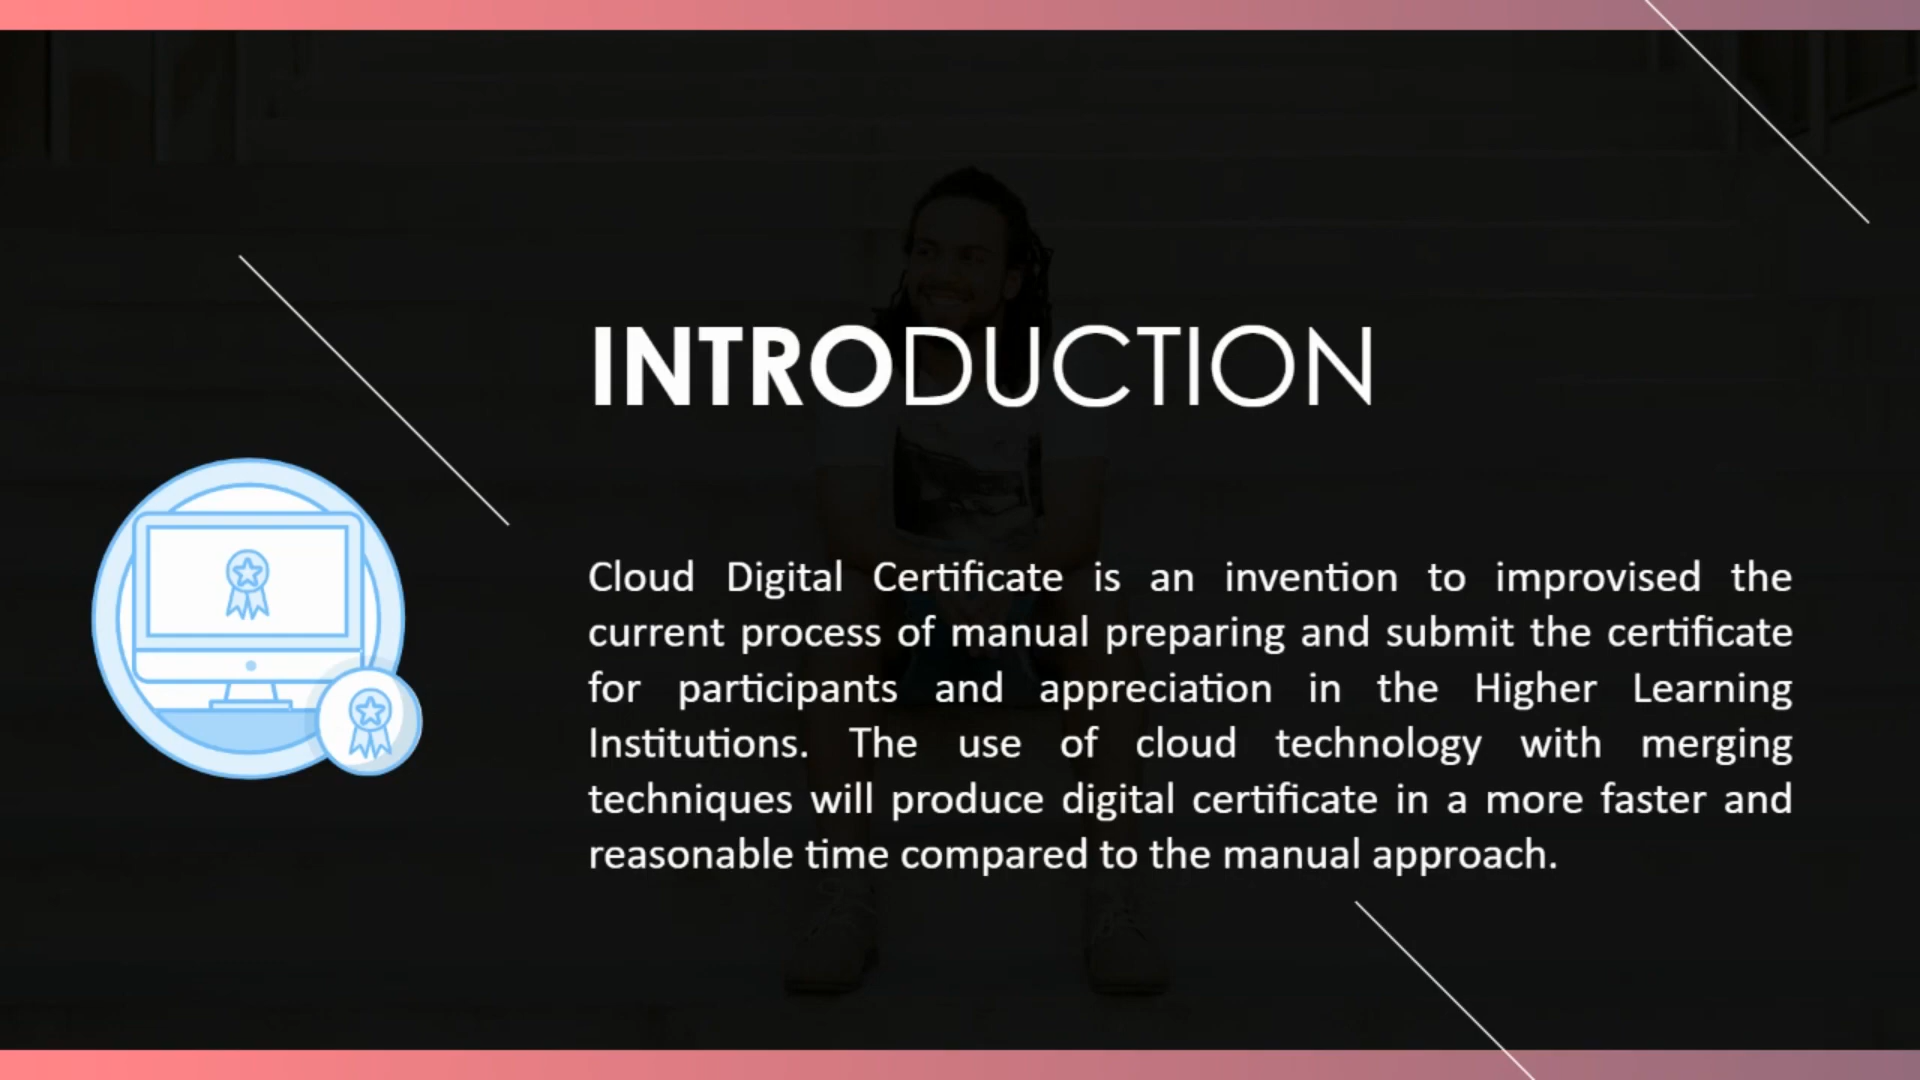 INTRODUCTION
Cloud Digital Certificate is an invention to improvised the
current process of manual preparing and submit the certificate
for participants and appreciation in the Higher Learning
Institutions. The use of cloud technology with merging
techniques will produce digital certificate in a more faster and
reasonable time compared to the manual approach.